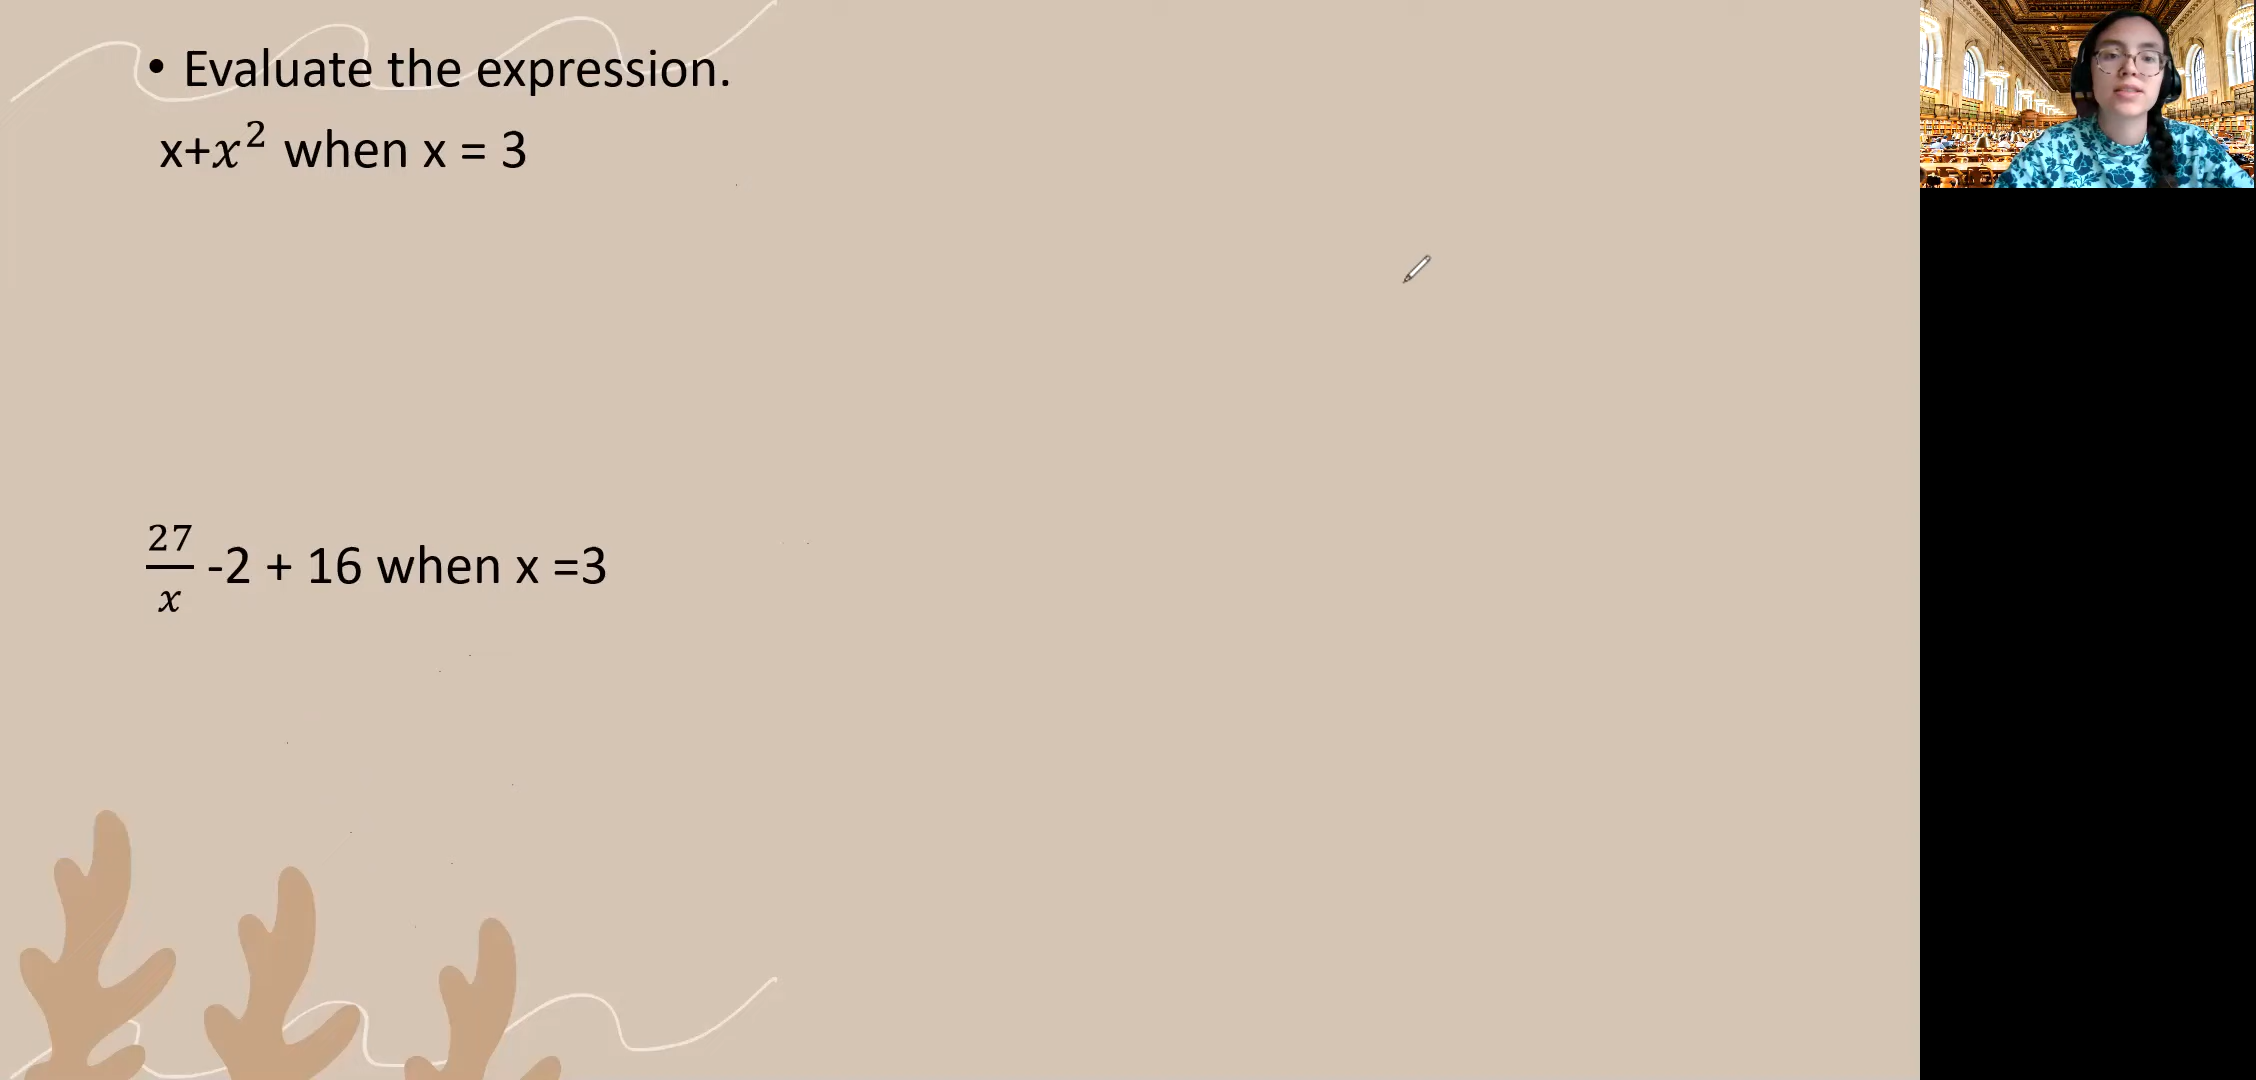 • Evaluate the expression.
x+𝑥² when x = 3
27/𝑥 -2 + 16 when x =3